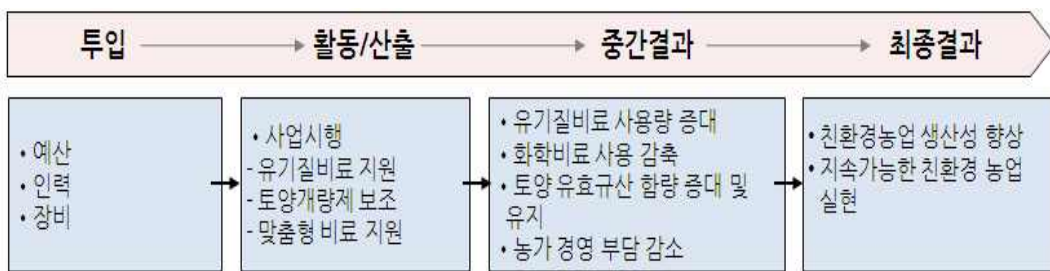 투입 활동/산출 중간결과 최종결과
• 예산
• 인력
• 장비
• 사업시행
- 유기질비료 지원
- 토양개량제 보조
- 맞춤형 비료 지원
• 유기질비료 사용량 증대
• 화학비료 사용 감축
• 토양 유효규산 함량 증대 및
유지
• 농가 경영 부담 감소
• 친환경농업 생산성 향상
• 지속가능한 친환경 농업
실현